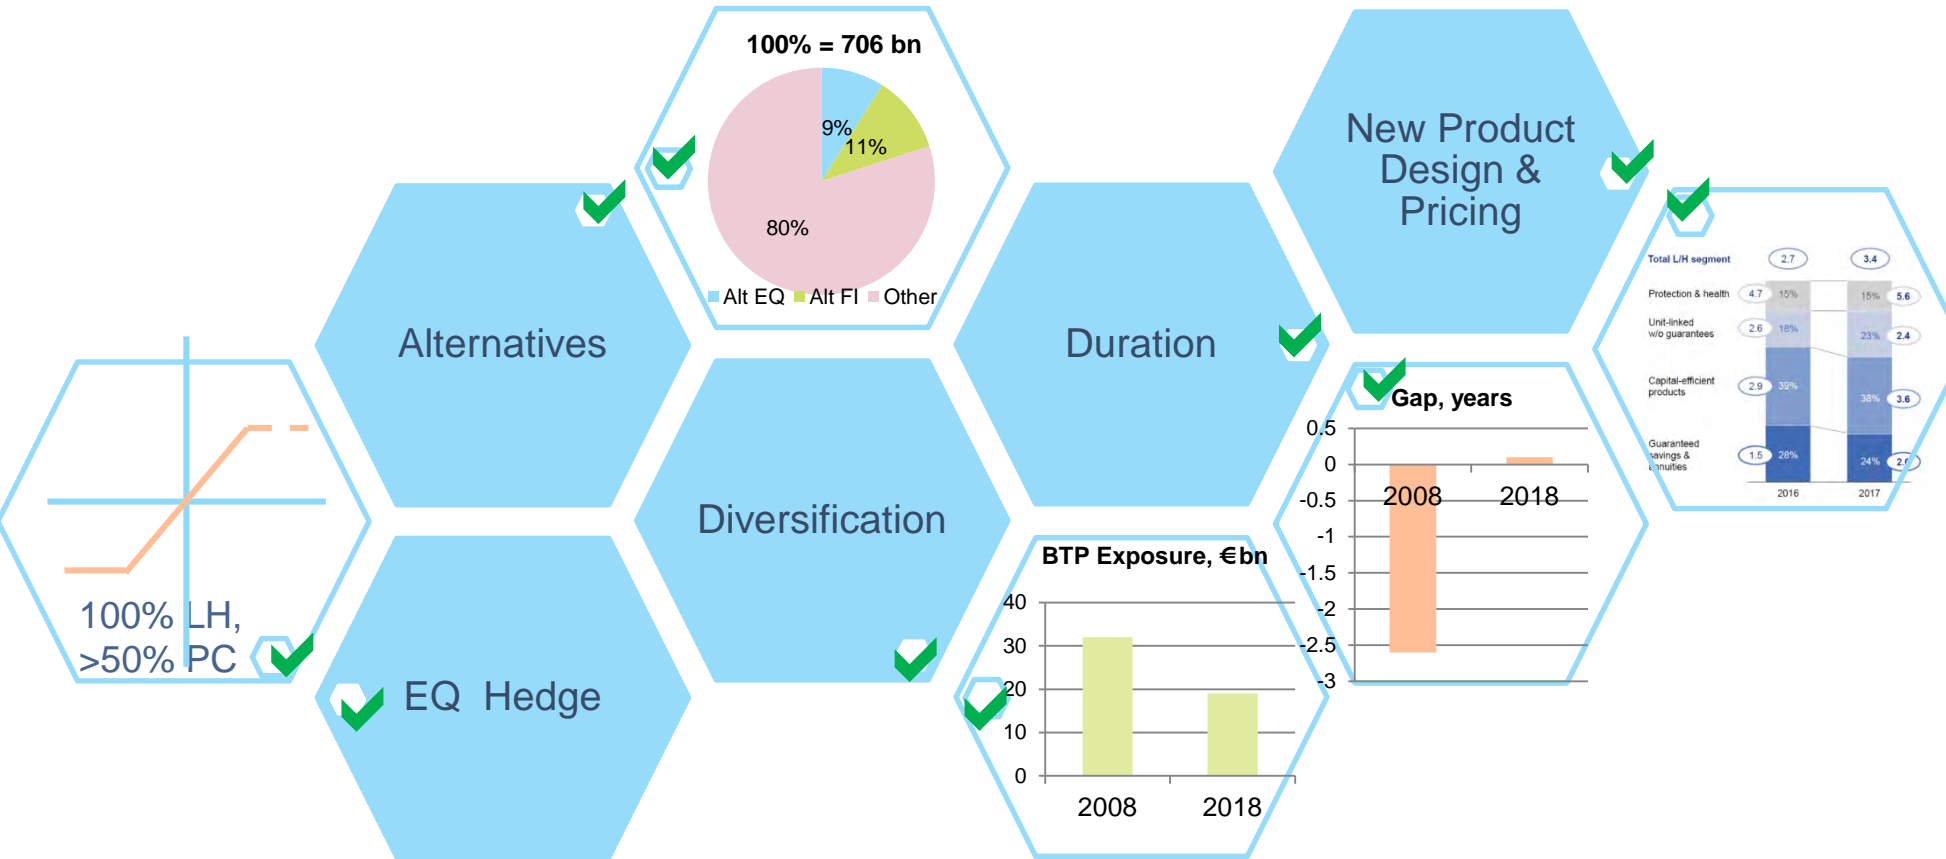 100% = 706 bn
9%
11%
80%
Alt EQ Alt FI Other
Alternatives
100% LH,
>50% PC
EQ Hedge
Diversification
Duration
New Product
Design &
Pricing
BTP Exposure, €bn
40
30
20
10
0
2008 2018
Gap, years
0.5
0
-0.5
-1
-1.5
-2
-2.5
-3
2008 2018
Total L/H segment 2.7 3.4
Protection & health 4.7 15% 15% 5.6
Unit-linked
w/o guarantees 2.6 18% 23% 2.4
Capital-efficient
products 2.9 39% 38% 3.6
Guaranteed
savings &
annuities 1.5 28% 24%
2016 2017